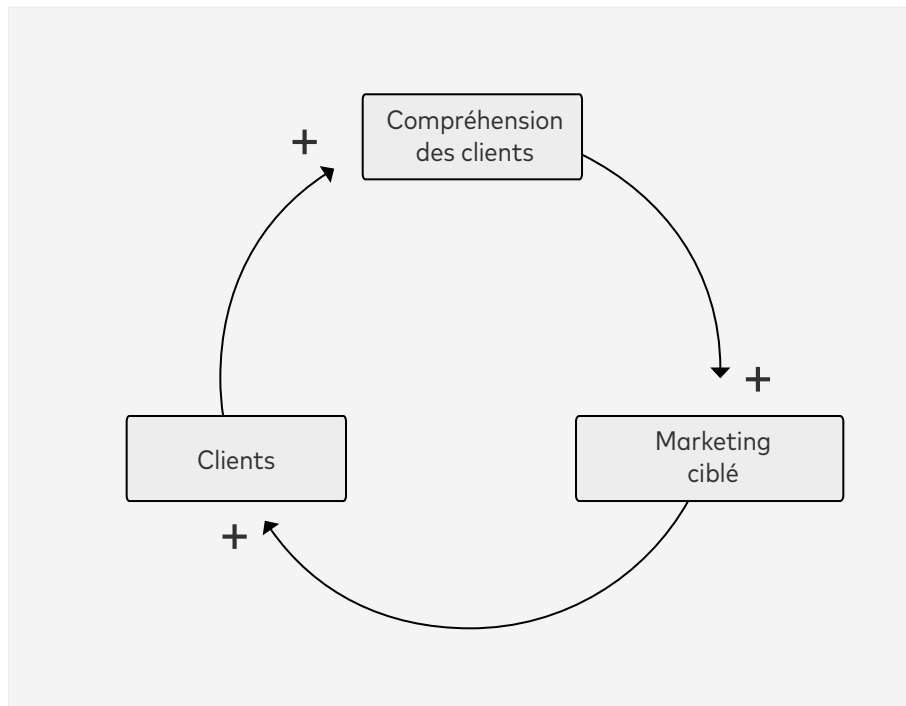 +
Compréhension
des clients
+
Marketing
ciblé
Clients
+